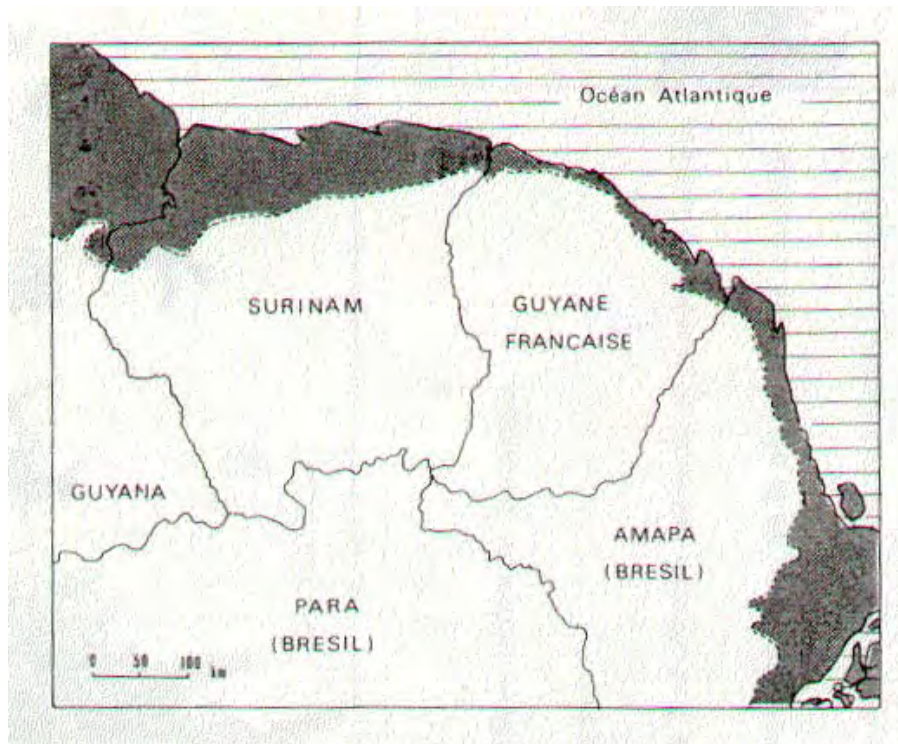 Océan Atlantique
SURINAM
GUYANE
FRANCAISE
GUYANA
AMAPA
(BRESIL)
PARA
(BRESIL)
0 50 100 km